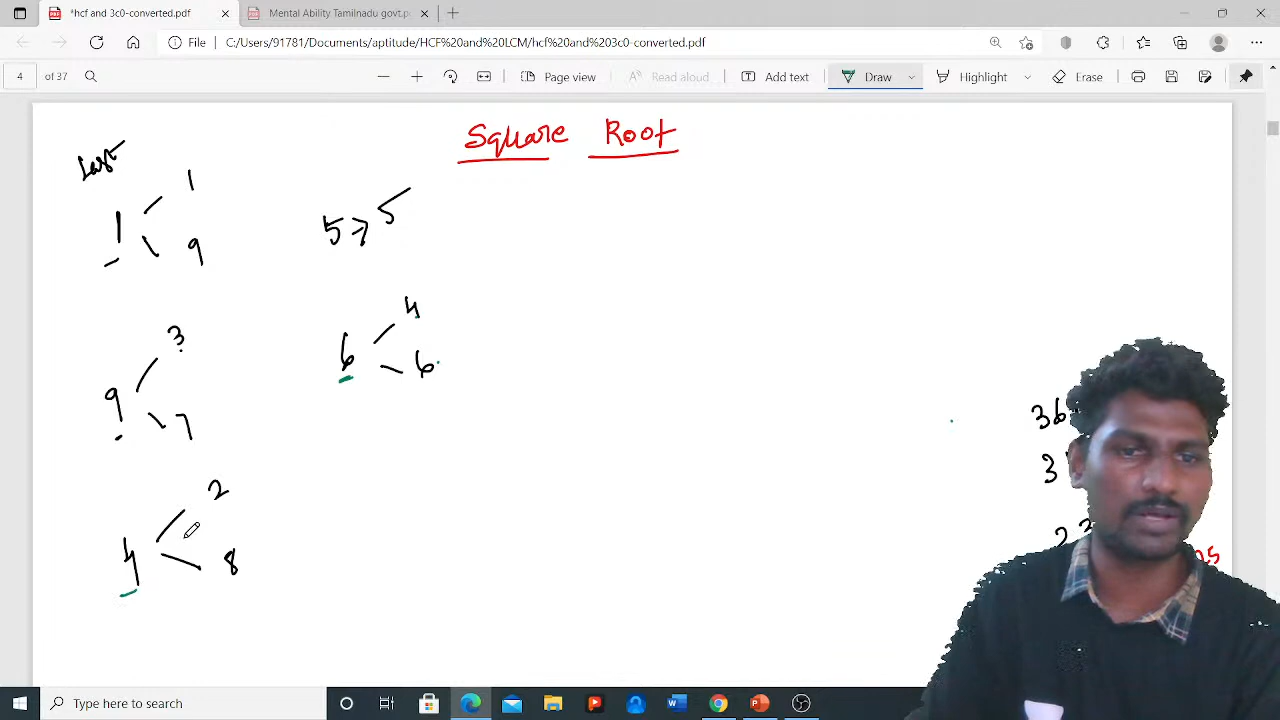 *hcf and 3c0-converted.pdf
Mental Ability Tamilnadu govt.p
File C:/Users/91781/Documents/aptitude/HCF%20and%20LCM/hcf%20and%203c0-converted.pdf
4 of 37
Page view
Read aloud
Add text
Draw
Highlight
Erase
Square Root
Last
1 1 9
5 → 5
9 3 7
6 4 6
4 2 8
36
3
Type here to search